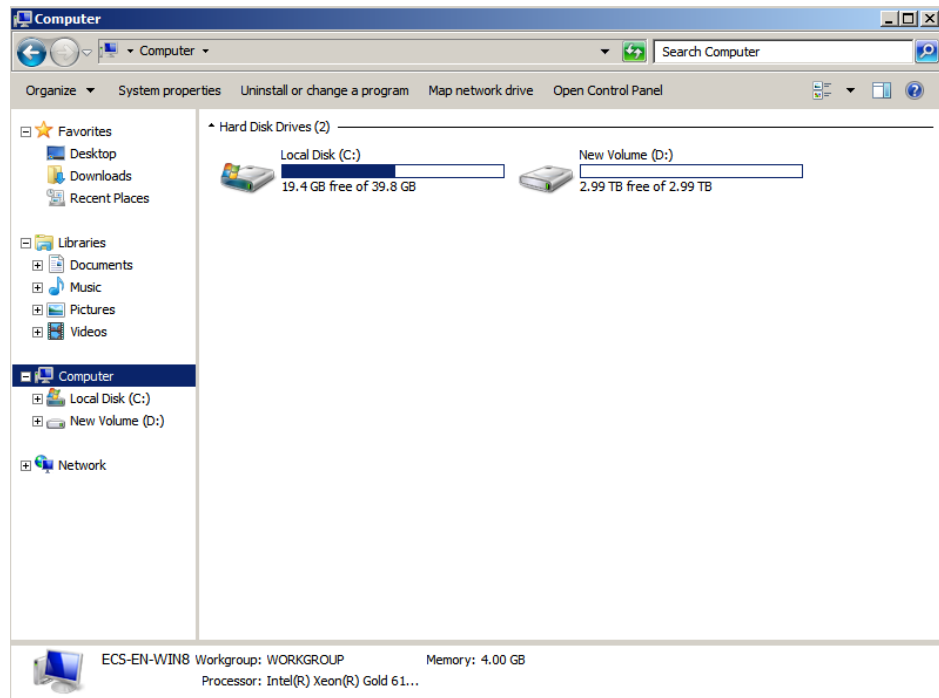 Computer
Computer
Search Computer
Organize
System properties
Uninstall or change a program
Map network drive
Open Control Panel
Favorites
Desktop
Downloads
Recent Places
Libraries
Documents
Music
Pictures
Videos
Computer
Local Disk (C:)
New Volume (D:)
Network
Hard Disk Drives (2)
Local Disk (C:)
19.4 GB free of 39.8 GB
New Volume (D:)
2.99 TB free of 2.99 TB
ECS-EN-WIN8 Workgroup: WORKGROUP Memory: 4.00 GB
Processor: Intel(R) Xeon(R) Gold 61...